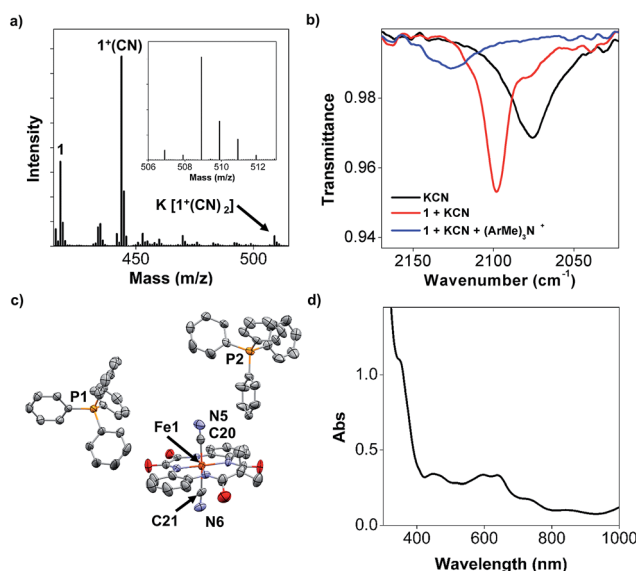 a)
1⁺(CN)
1
K [1⁺(CN)₂]
Intensity
450 500
Mass (m/z)
506 508 510 512
Mass (m/z)
b)
Transmittance
0.98
0.96
0.94
KCN
1 + KCN
1 + KCN + (ArMe)₃N⁺
2150 2100 2050
Wavenumber (cm⁻¹)
c)
P1
P2
N5
C20
Fe1
C21
N6
d)
Abs
1.0
0.5
0.0
400 600 800 1000
Wavelength (nm)